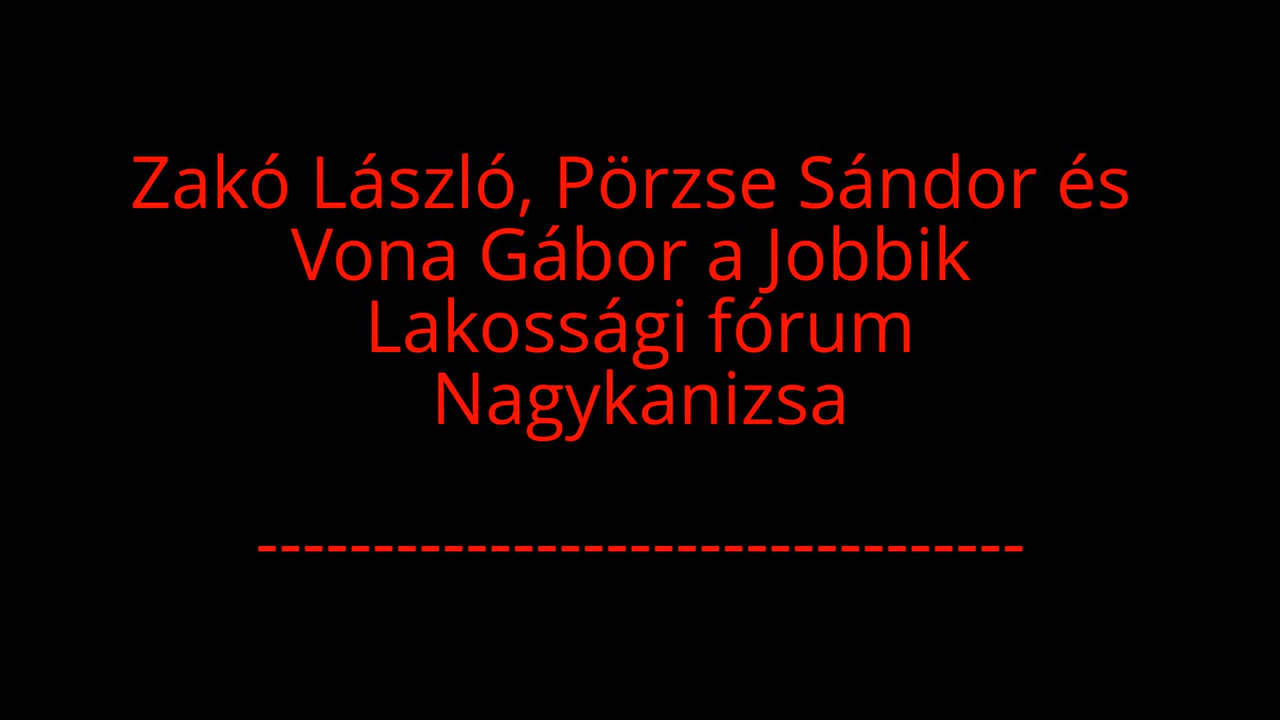 Zakó László, Pörzse Sándor és
Vona Gábor a Jobbik
Lakossági fórum
Nagykanizsa
---------------------------------